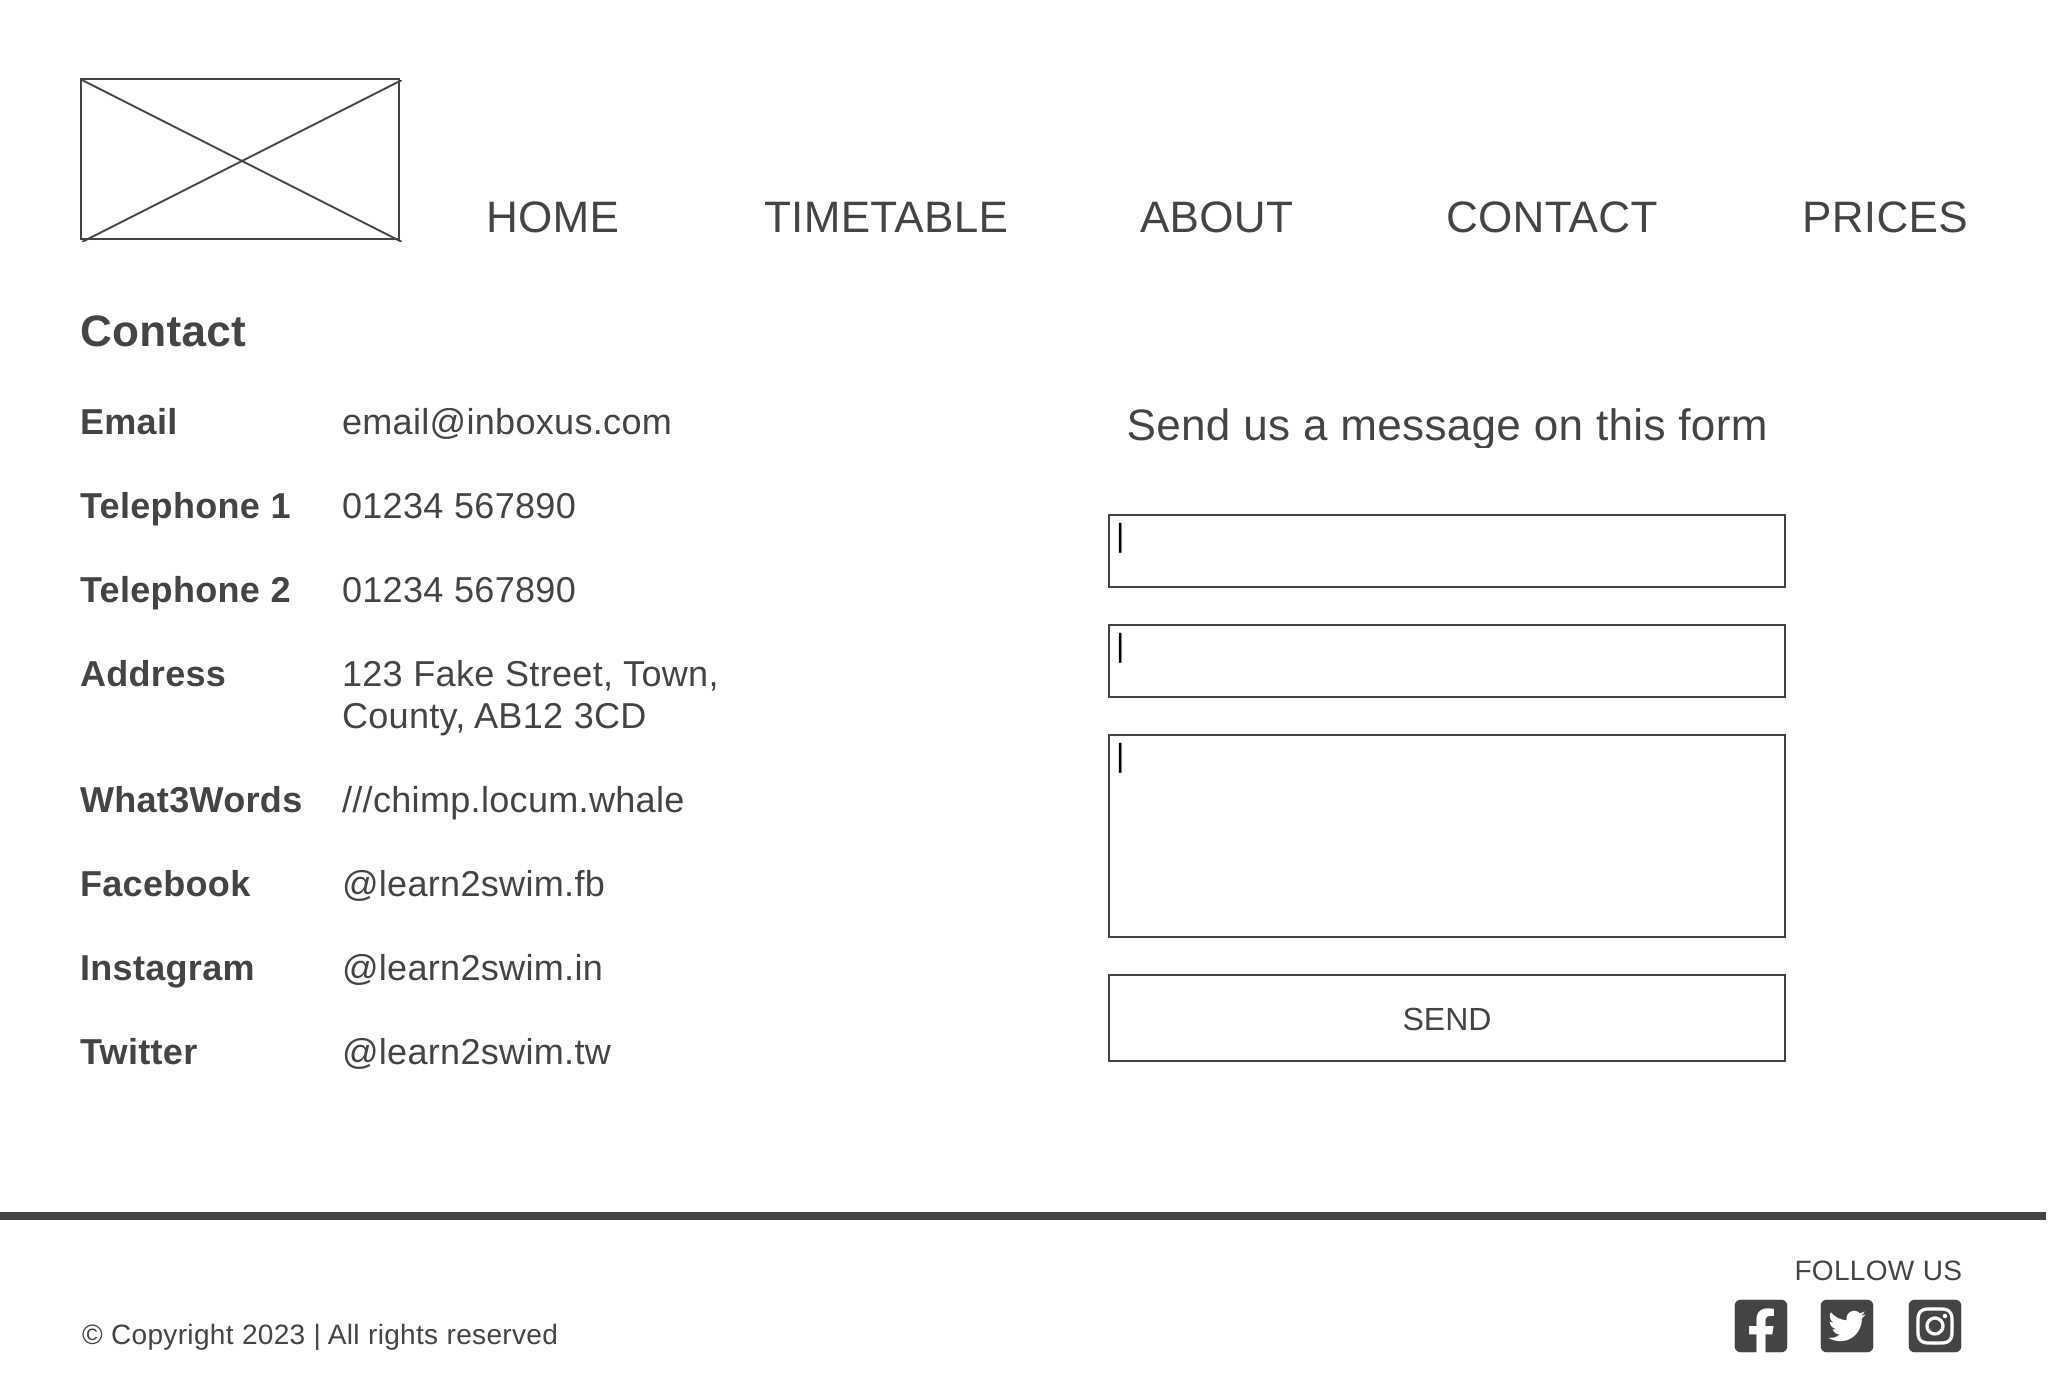 HOME TIMETABLE ABOUT CONTACT PRICES
Contact
Email email@inboxus.com
Telephone 1 01234 567890
Telephone 2 01234 567890
Address 123 Fake Street, Town,
County, AB12 3CD
What3Words ///chimp.locum.whale
Facebook @learn2swim.fb
Instagram @learn2swim.in
Twitter @learn2swim.tw
Send us a message on this form
SEND
FOLLOW US
© Copyright 2023 | All rights reserved